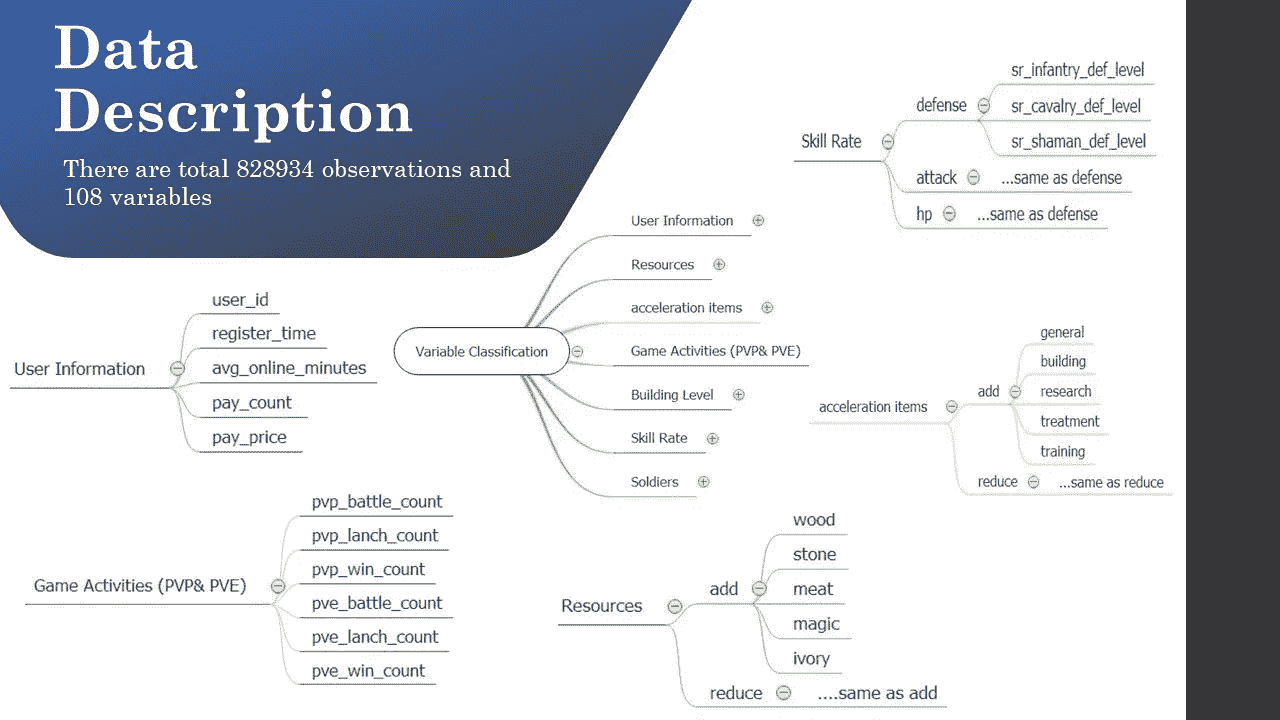 Data
Description
There are total 828934 observations and
108 variables
Skill Rate
defense
sr_infantry_def_level
sr_cavalry_def_level
sr_shaman_def_level
attack
...same as defense
hp
...same as defense
Variable Classification
User Information
Resources
acceleration items
Game Activities (PVP& PVE)
Building Level
Skill Rate
Soldiers
User Information
user_id
register_time
avg_online_minutes
pay_count
pay_price
acceleration items
add
general
building
research
treatment
training
reduce
...same as reduce
Game Activities (PVP& PVE)
pvp_battle_count
pvp_lanch_count
pvp_win_count
pve_battle_count
pve_lanch_count
pve_win_count
Resources
add
wood
stone
meat
magic
ivory
reduce
....same as add